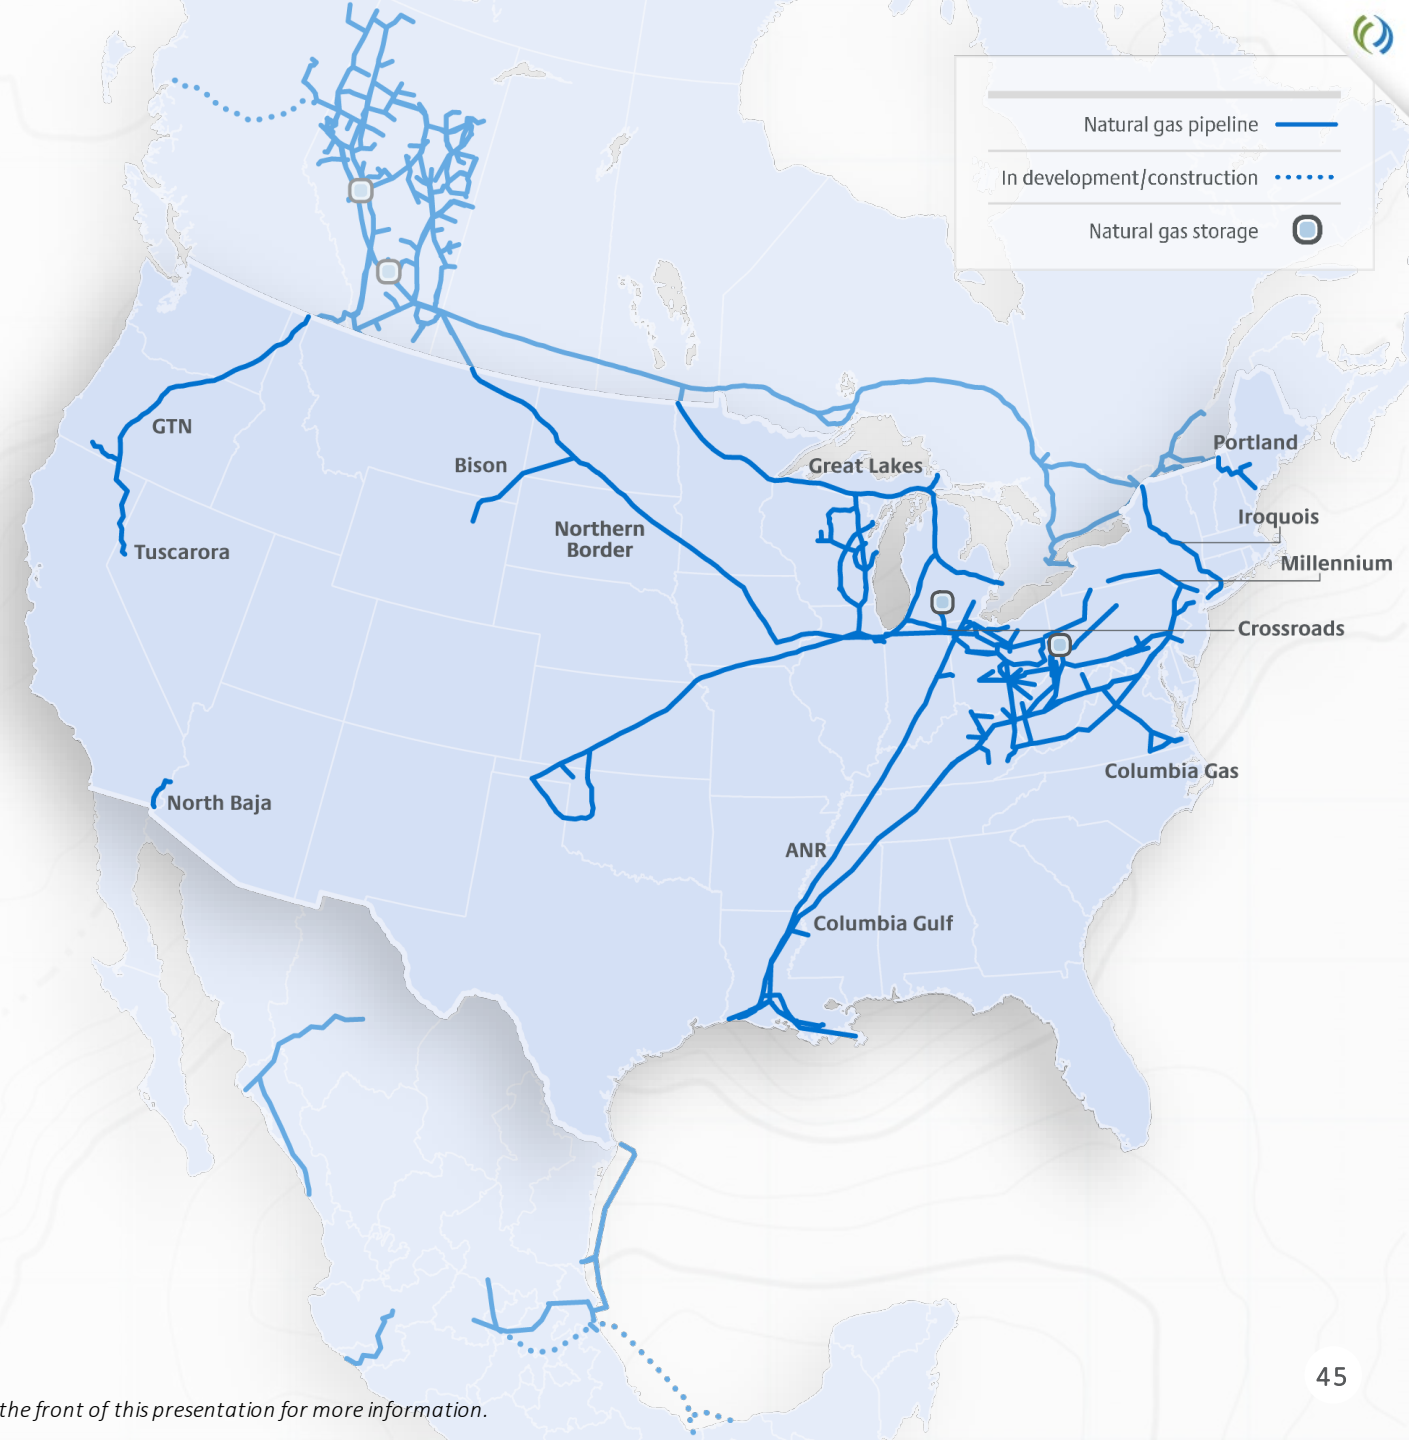 Natural gas pipeline
In development/construction
Natural gas storage
GTN
Portland
Bison
Great Lakes
Iroquois
Northern
Border
Tuscarora
Millennium
Crossroads
Columbia Gas
North Baja
ANR
Columbia Gulf
45
the front of this presentation for more information.